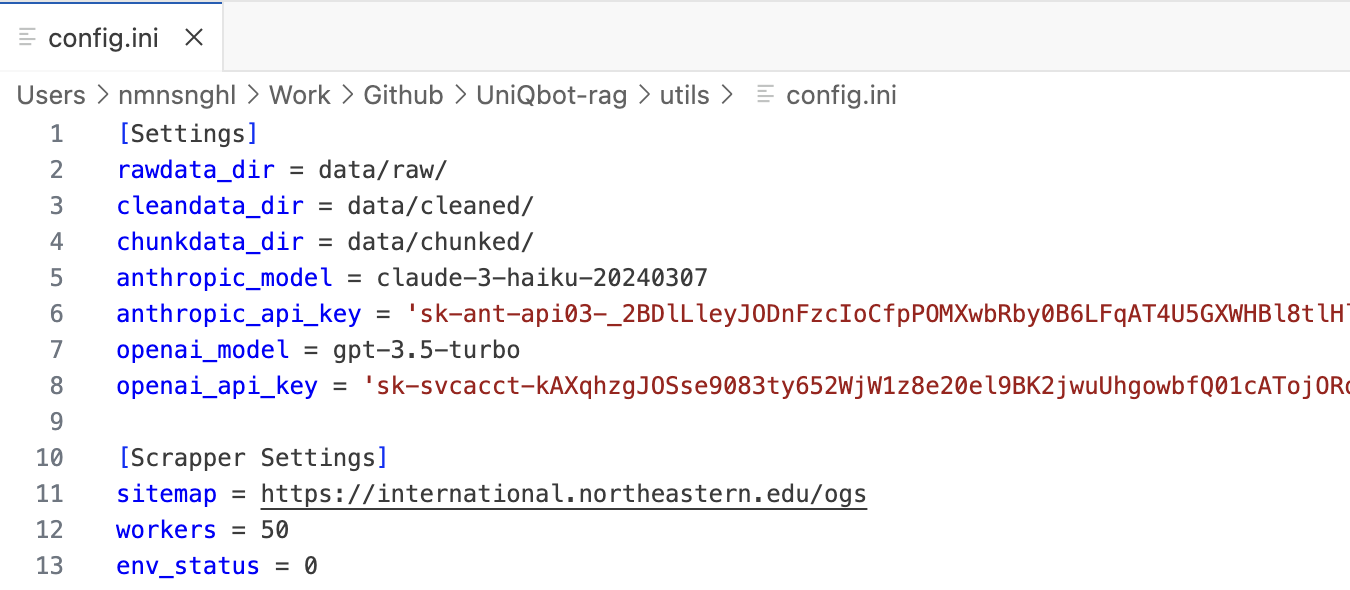 config.ini ×
Users > nmnsnghl > Work > Github > UniQbot-rag > utils > config.ini
1 [Settings]
2 rawdata_dir = data/raw/
3 cleandata_dir = data/cleaned/
4 chunkdata_dir = data/chunked/
5 anthropic_model = claude-3-haiku-20240307
6 anthropic_api_key = 'sk-ant-api03-_2BDlLleyJODnFzcIoCfpPOMXwbRby0B6LFqAT4U5GXWHBl8tlH
7 openai_model = gpt-3.5-turbo
8 openai_api_key = 'sk-svcacct-kAXqhzgJOSse9083ty652WjW1z8e20el9BK2jwuUhgowbfQ01cATojOR
9
10 [Scrapper Settings]
11 sitemap = https://international.northeastern.edu/ogs
12 workers = 50
13 env_status = 0